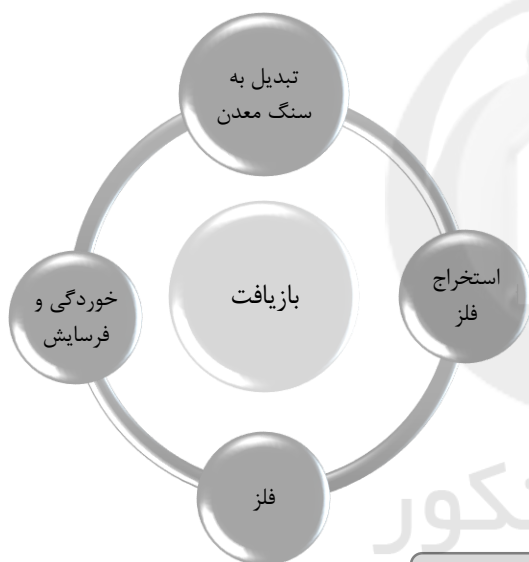 تبدیل به
سنگ معدن
استخراج
فلز
بازیافت
خوردگی و
فرسایش
فلز